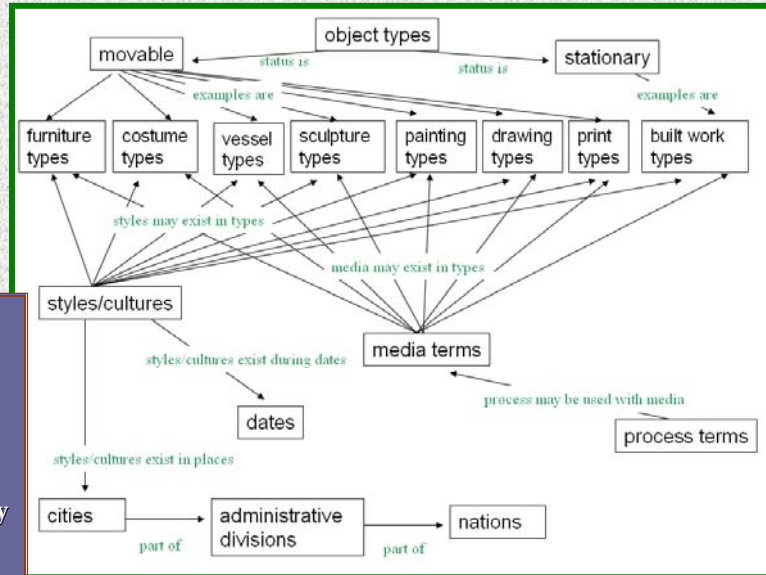 object types
movable
stationary
status is
status is
examples are
examples are
furniture
types
costume
types
vessel
types
sculpture
types
painting
types
drawing
types
print
types
built work
types
styles may exist in types
media may exist in types
styles/cultures
media terms
styles/cultures exist during dates
process may be used with media
dates
process terms
styles/cultures exist in places
cities
administrative
divisions
nations
part of
part of
y